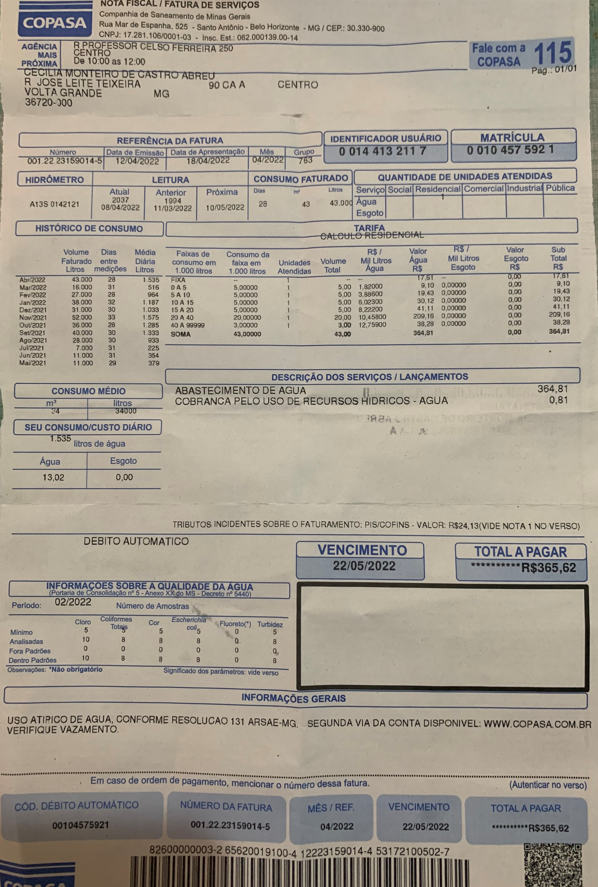 NOTA FISCAL / FATURA DE SERVIÇOS
COPASA
Companhia de Saneamento de Minas Gerais
Rua Mar de Espanha, 525 - Santo Antônio - Belo Horizonte - MG / CEP.: 30.330-900
CNPJ: 17.281.106/0001-03 - Insc. Est.: 062.000139.00-14
AGÊNCIA MAIS PRÓXIMA
R PROFESSOR CELSO FERREIRA 250
CENTRO
De 10:00 as 12:00
Fale com a COPASA 115
Pag.: 01/01
CECILIA MONTEIRO DE CASTRO ABREU
R JOSE LEITE TEIXEIRA 90 CA A CENTRO
VOLTA GRANDE MG
36720-000
REFERÊNCIA DA FATURA IDENTIFICADOR USUÁRIO MATRÍCULA
Número Data de Emissão Data de Apresentação Mês Grupo 0 014 413 211 7 0 010 457 592 1
001.22.23159014-5 12/04/2022 18/04/2022 04/2022 763
HIDRÔMETRO LEITURA CONSUMO FATURADO QUANTIDADE DE UNIDADES ATENDIDAS
Atual Anterior Próxima Dias m³ Litros Serviço Social Residencial Comercial Industrial Pública
A13S 0142121 2037 1994 28 43 43.000 Água 1
08/04/2022 11/03/2022 10/05/2022 Esgoto
HISTÓRICO DE CONSUMO TARIFA
CALCULO RESIDENCIAL
Volume Faturado Litros Dias entre medições Média Diária Litros
Faixas de consumo em 1.000 litros Consumo da faixa em 1.000 litros Unidades Atendidas Volume Total R$ / Mil Litros Água Valor Água R$ R$ / Mil Litros Esgoto Valor Esgoto R$ Sub Total R$
Abr/2022 43.000 28 1.535 FIXA -- 1 -- 17,61 -- 0,00 17,61
Mar/2022 16.000 31 516 0 A 5 5,00000 1 5,00 1,82000 9,10 0,00000 0,00 9,10
Fev/2022 27.000 28 964 5 A 10 5,00000 1 5,00 3,88600 19,43 0,00000 0,00 19,43
Jan/2022 38.000 32 1.187 10 A 15 5,00000 1 5,00 6,02300 30,12 0,00000 0,00 30,12
Dez/2021 31.000 30 1.033 15 A 20 5,00000 1 5,00 8,22200 41,11 0,00000 0,00 41,11
Nov/2021 52.000 33 1.575 20 A 40 20,00000 1 20,00 10,45800 209,16 0,00000 0,00 209,16
Out/2021 36.000 28 1.285 40 A 99999 3,00000 1 3,00 12,75900 38,28 0,00000 0,00 38,28
Set/2021 40.000 30 1.333 SOMA 43,00000 43,00 364,81 0,00 364,81
Ago/2021 28.000 30 933
Jul/2021 7.000 31 225
Jun/2021 11.000 31 354
Mai/2021 11.000 29 379
DESCRIÇÃO DOS SERVIÇOS / LANÇAMENTOS
CONSUMO MÉDIO
m³ litros
34 34000
ABASTECIMENTO DE AGUA 364,81
COBRANCA PELO USO DE RECURSOS HIDRICOS - AGUA 0,81
SEU CONSUMO/CUSTO DIÁRIO
1.535 litros de água
Água Esgoto
13,02 0,00
TRIBUTOS INCIDENTES SOBRE O FATURAMENTO: PIS/COFINS - VALOR: R$24,13(VIDE NOTA 1 NO VERSO)
DEBITO AUTOMATICO
VENCIMENTO TOTAL A PAGAR
22/05/2022 **********R$365,62
INFORMAÇÕES SOBRE A QUALIDADE DA ÁGUA
(Portaria de Consolidação nº 5 - Anexo XX do MS - Decreto nº 5440)
Período: 02/2022 Número de Amostras
Cloro Coliformes Totais Cor Escherichia coli Fluoreto(*) Turbidez
Mínimo 5 5 5 5 0 5
Analisadas 10 8 8 8 0 8
Fora Padrões 0 0 0 0 0 0
Dentro Padrões 10 8 8 8 0 8
Observações: *Não obrigatório Significado dos parâmetros: vide verso
INFORMAÇÕES GERAIS
USO ATIPICO DE AGUA, CONFORME RESOLUCAO 131 ARSAE-MG. SEGUNDA VIA DA CONTA DISPONIVEL: WWW.COPASA.COM.BR
VERIFIQUE VAZAMENTO.
Em caso de ordem de pagamento, mencionar o número dessa fatura. (Autenticar no verso)
CÓD. DÉBITO AUTOMÁTICO NÚMERO DA FATURA MÊS / REF. VENCIMENTO TOTAL A PAGAR
00104575921 001.22.23159014-5 04/2022 22/05/2022 **********R$365,62
82600000003-2 65620019100-4 12223159014-4 53172100502-7
COPASA